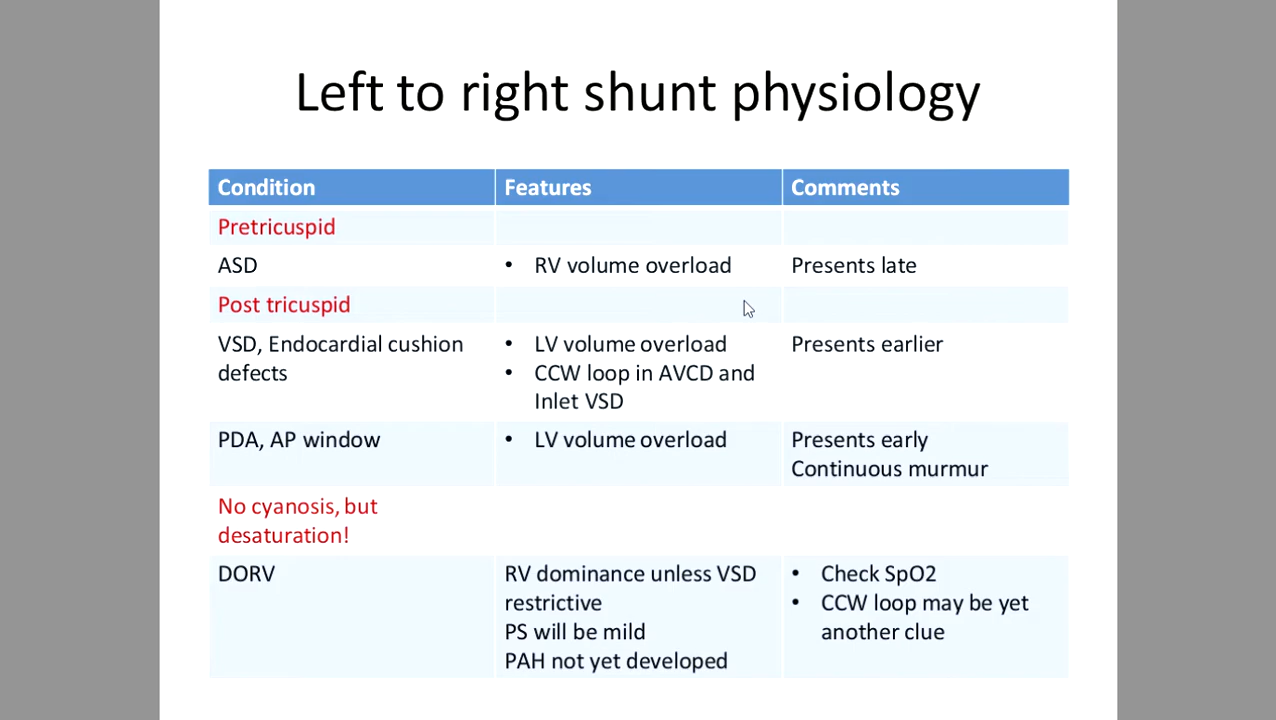 Left to right shunt physiology
Condition Features Comments
Pretricuspid
ASD • RV volume overload Presents late
Post tricuspid
VSD, Endocardial cushion • LV volume overload Presents earlier
defects • CCW loop in AVCD and
Inlet VSD
PDA, AP window • LV volume overload Presents early
Continuous murmur
No cyanosis, but
desaturation!
DORV RV dominance unless VSD • Check SpO2
restrictive • CCW loop may be yet
PS will be mild another clue
PAH not yet developed